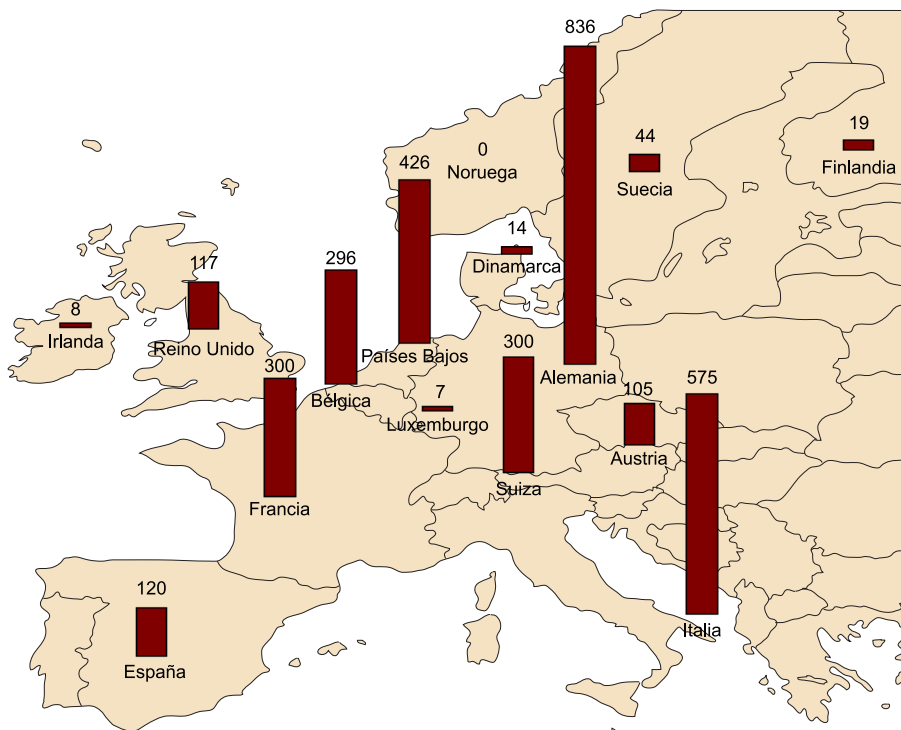 836
19
Finlandia
44
Suecia
0
Noruega
426
14
Dinamarca
296
117
Reino Unido
8
Irlanda
Países Bajos
300
Alemania
300
Bélgica
7
Luxemburgo
575
105
Austria
Suiza
Francia
120
España
Italia